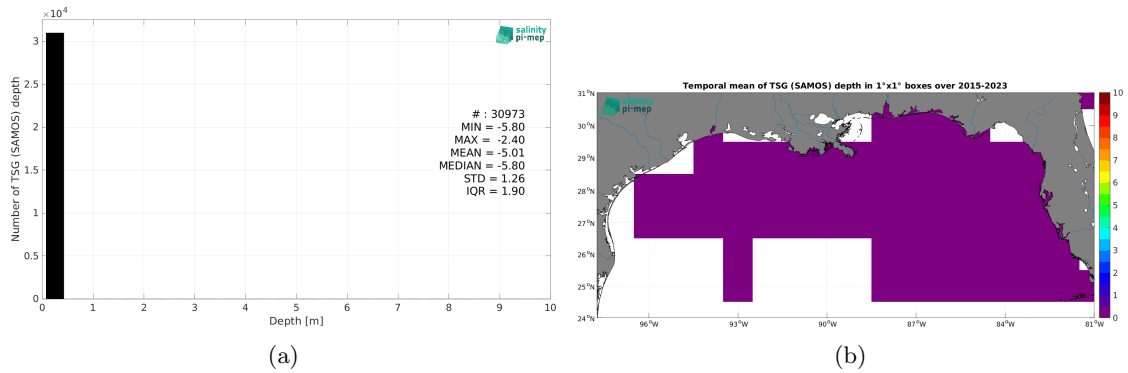 ×10⁴
3
2.5
2
1.5
1
0.5
0
Number of TSG (SAMOS) depth
salinity
pi-mep
# : 30973
MIN = -5.80
MAX = -2.40
MEAN = -5.01
MEDIAN = -5.80
STD = 1.26
IQR = 1.90
0 1 2 3 4 5 6 7 8 9 10
Depth [m]
(a)
Temporal mean of TSG (SAMOS) depth in 1°x1° boxes over 2015-2023
salinity
pi-mep
31°N
30°N
29°N
28°N
27°N
26°N
25°N
24°N
96°W 93°W 90°W 87°W 84°W 81°W
10
9
8
7
6
5
4
3
2
1
0
(b)